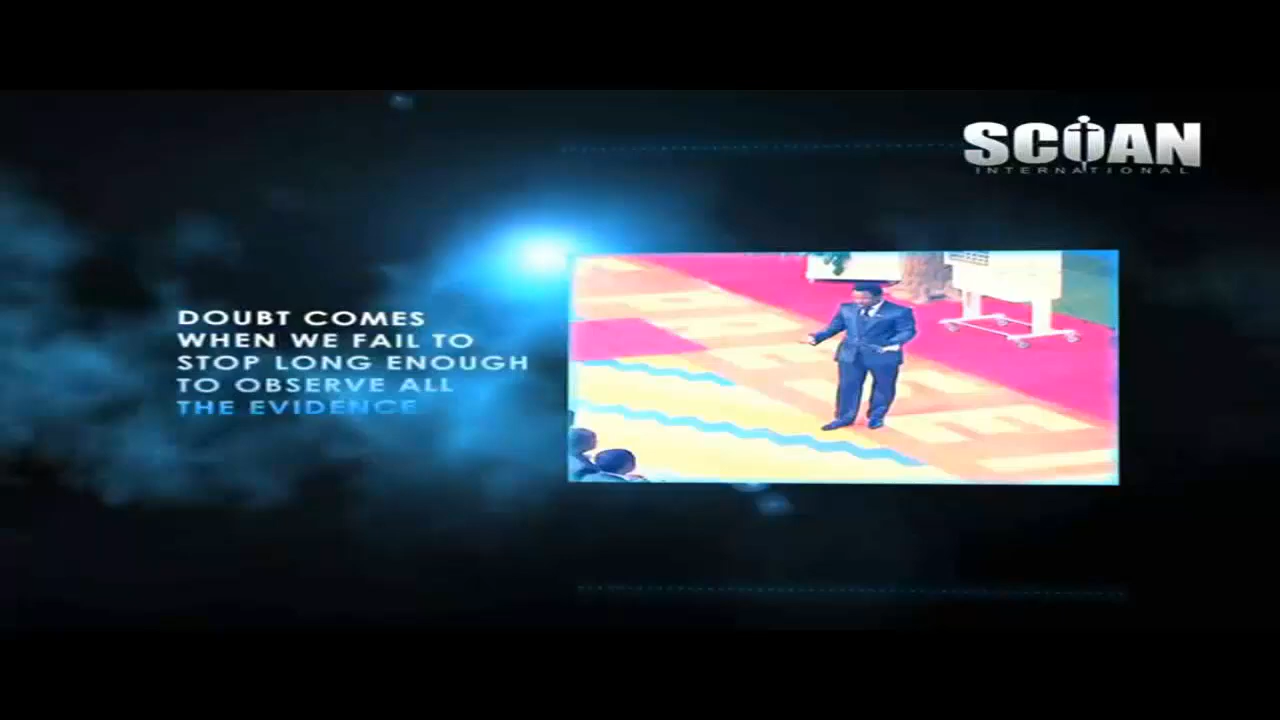 SCOAN
INTERNATIONAL
DOUBT COMES
WHEN WE FAIL TO
STOP LONG ENOUGH
TO OBSERVE ALL
THE EVIDENCE